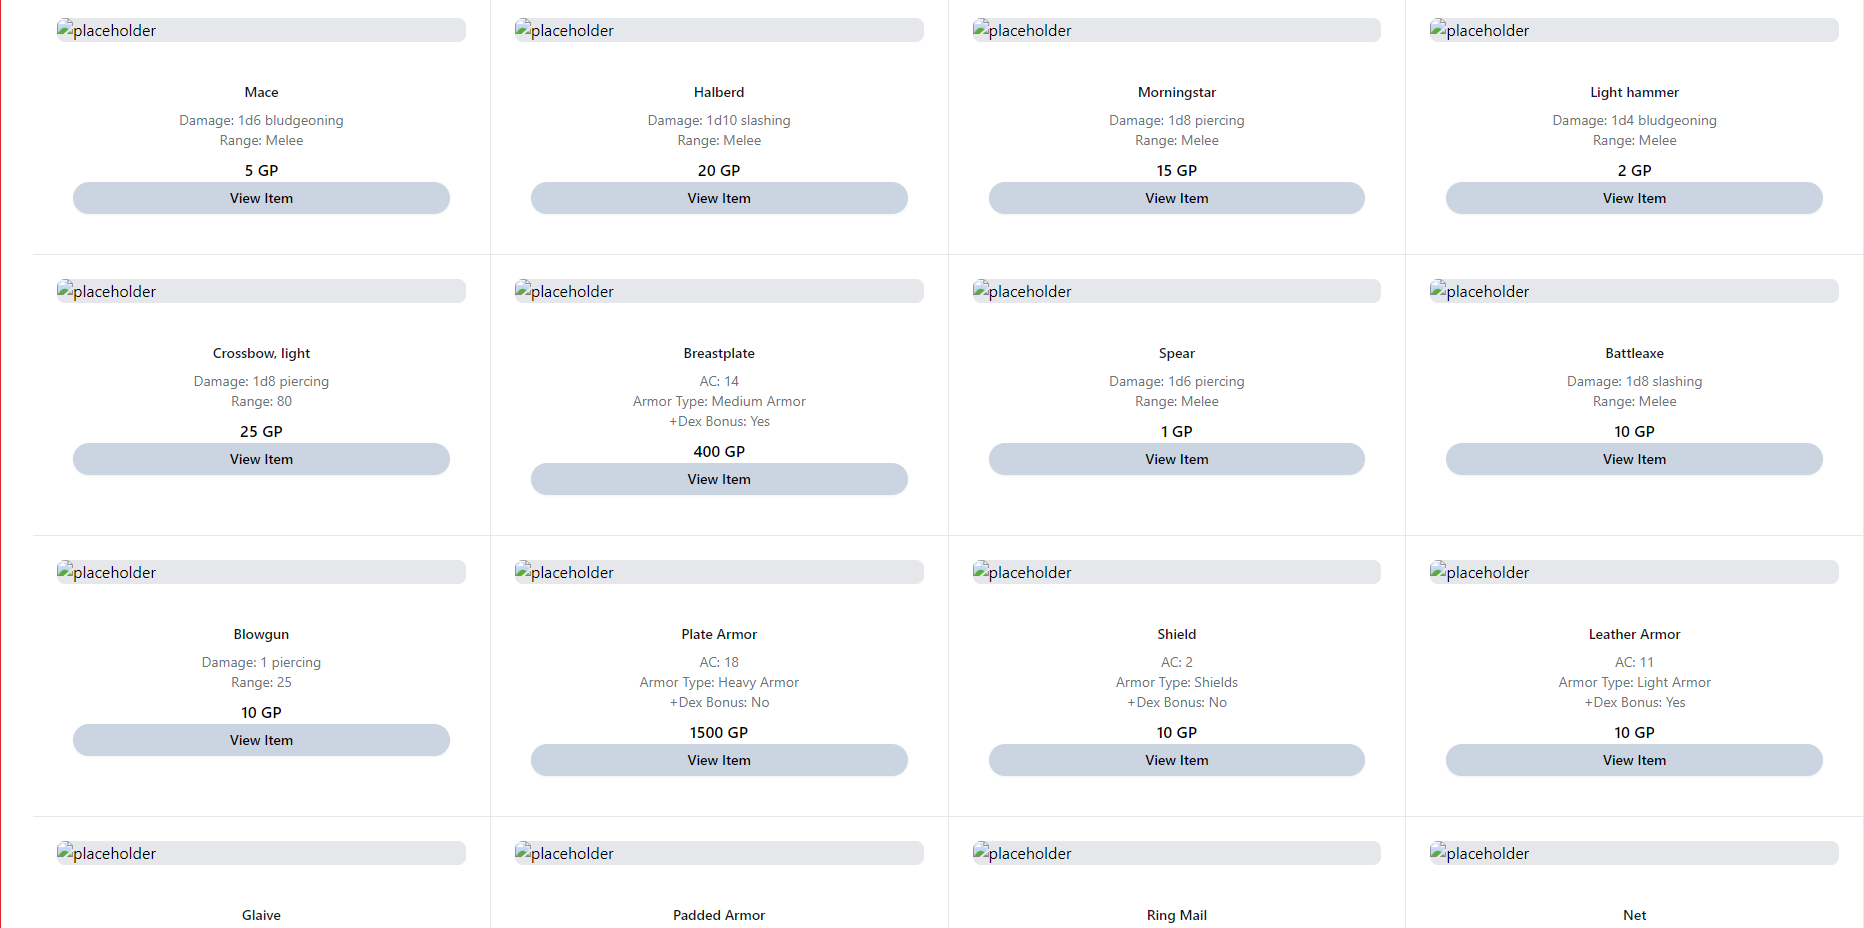 placeholder placeholder placeholder placeholder
Mace Halberd Morningstar Light hammer
Damage: 1d6 bludgeoning Damage: 1d10 slashing Damage: 1d8 piercing Damage: 1d4 bludgeoning
Range: Melee Range: Melee Range: Melee Range: Melee
5 GP 20 GP 15 GP 2 GP
View Item View Item View Item View Item
placeholder placeholder placeholder placeholder
Crossbow, light Breastplate Spear Battleaxe
Damage: 1d8 piercing AC: 14 Damage: 1d6 piercing Damage: 1d8 slashing
Range: 80 Armor Type: Medium Armor Range: Melee Range: Melee
+Dex Bonus: Yes
25 GP 400 GP 1 GP 10 GP
View Item View Item View Item View Item
placeholder placeholder placeholder placeholder
Blowgun Plate Armor Shield Leather Armor
Damage: 1 piercing AC: 18 AC: 2 AC: 11
Range: 25 Armor Type: Heavy Armor Armor Type: Shields Armor Type: Light Armor
+Dex Bonus: No +Dex Bonus: No +Dex Bonus: Yes
10 GP 1500 GP 10 GP 10 GP
View Item View Item View Item View Item
placeholder placeholder placeholder placeholder
Glaive Padded Armor Ring Mail Net